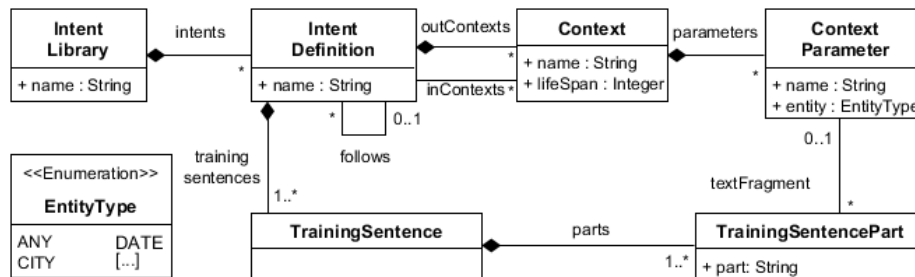 Intent
Library
+ name : String
intents
*
Intent
Definition
+ name : String
outContexts
*
inContexts
*
Context
+ name : String
+ lifeSpan : Integer
parameters
*
Context
Parameter
+ name : String
+ entity : EntityType
*
0..1
follows
0..1
textFragment
*
training
sentences
1..*
<<Enumeration>>
EntityType
ANY DATE
CITY [...]
TrainingSentence
parts
1..*
TrainingSentencePart
+ part: String